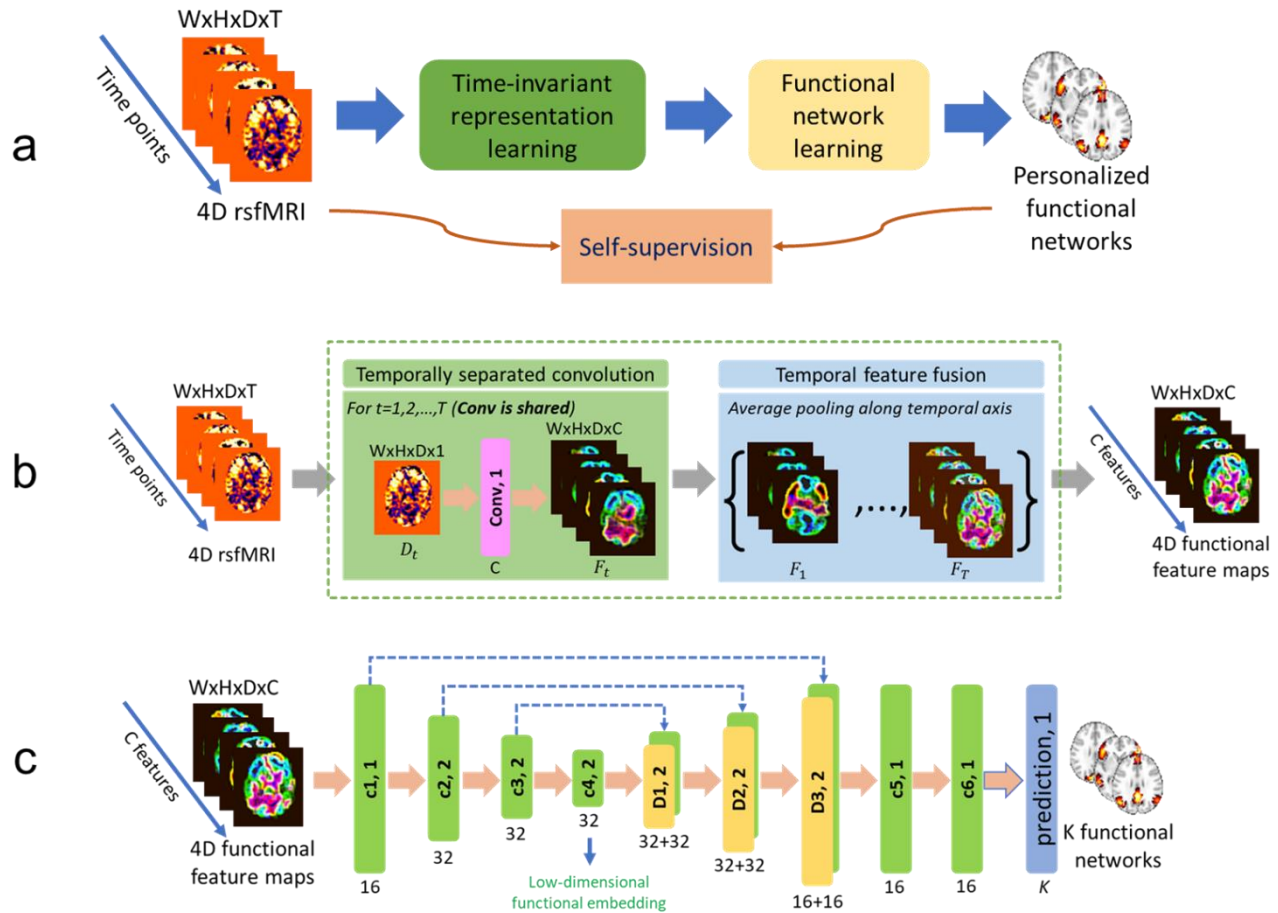 a
WxHxDxT
Time points
4D rsfMRI
Time-invariant
representation
learning
Functional
network
learning
Personalized
functional
networks
Self-supervision
b
WxHxDxT
Time points
4D rsfMRI
Temporally separated convolution
For t=1,2,...,T (Conv is shared)
WxHxDx1
D_t
Conv, 1
C
WxHxDxC
F_t
Temporal feature fusion
Average pooling along temporal axis
{ ,..., }
F_1
F_T
WxHxDxC
C features
4D functional
feature maps
c
WxHxDxC
C features
4D functional
feature maps
c1, 1
16
c2, 2
32
c3, 2
32
c4, 2
32
Low-dimensional
functional embedding
D1, 2
32+32
D2, 2
32+32
D3, 2
16+16
c5, 1
16
c6, 1
16
prediction, 1
K
K functional
networks